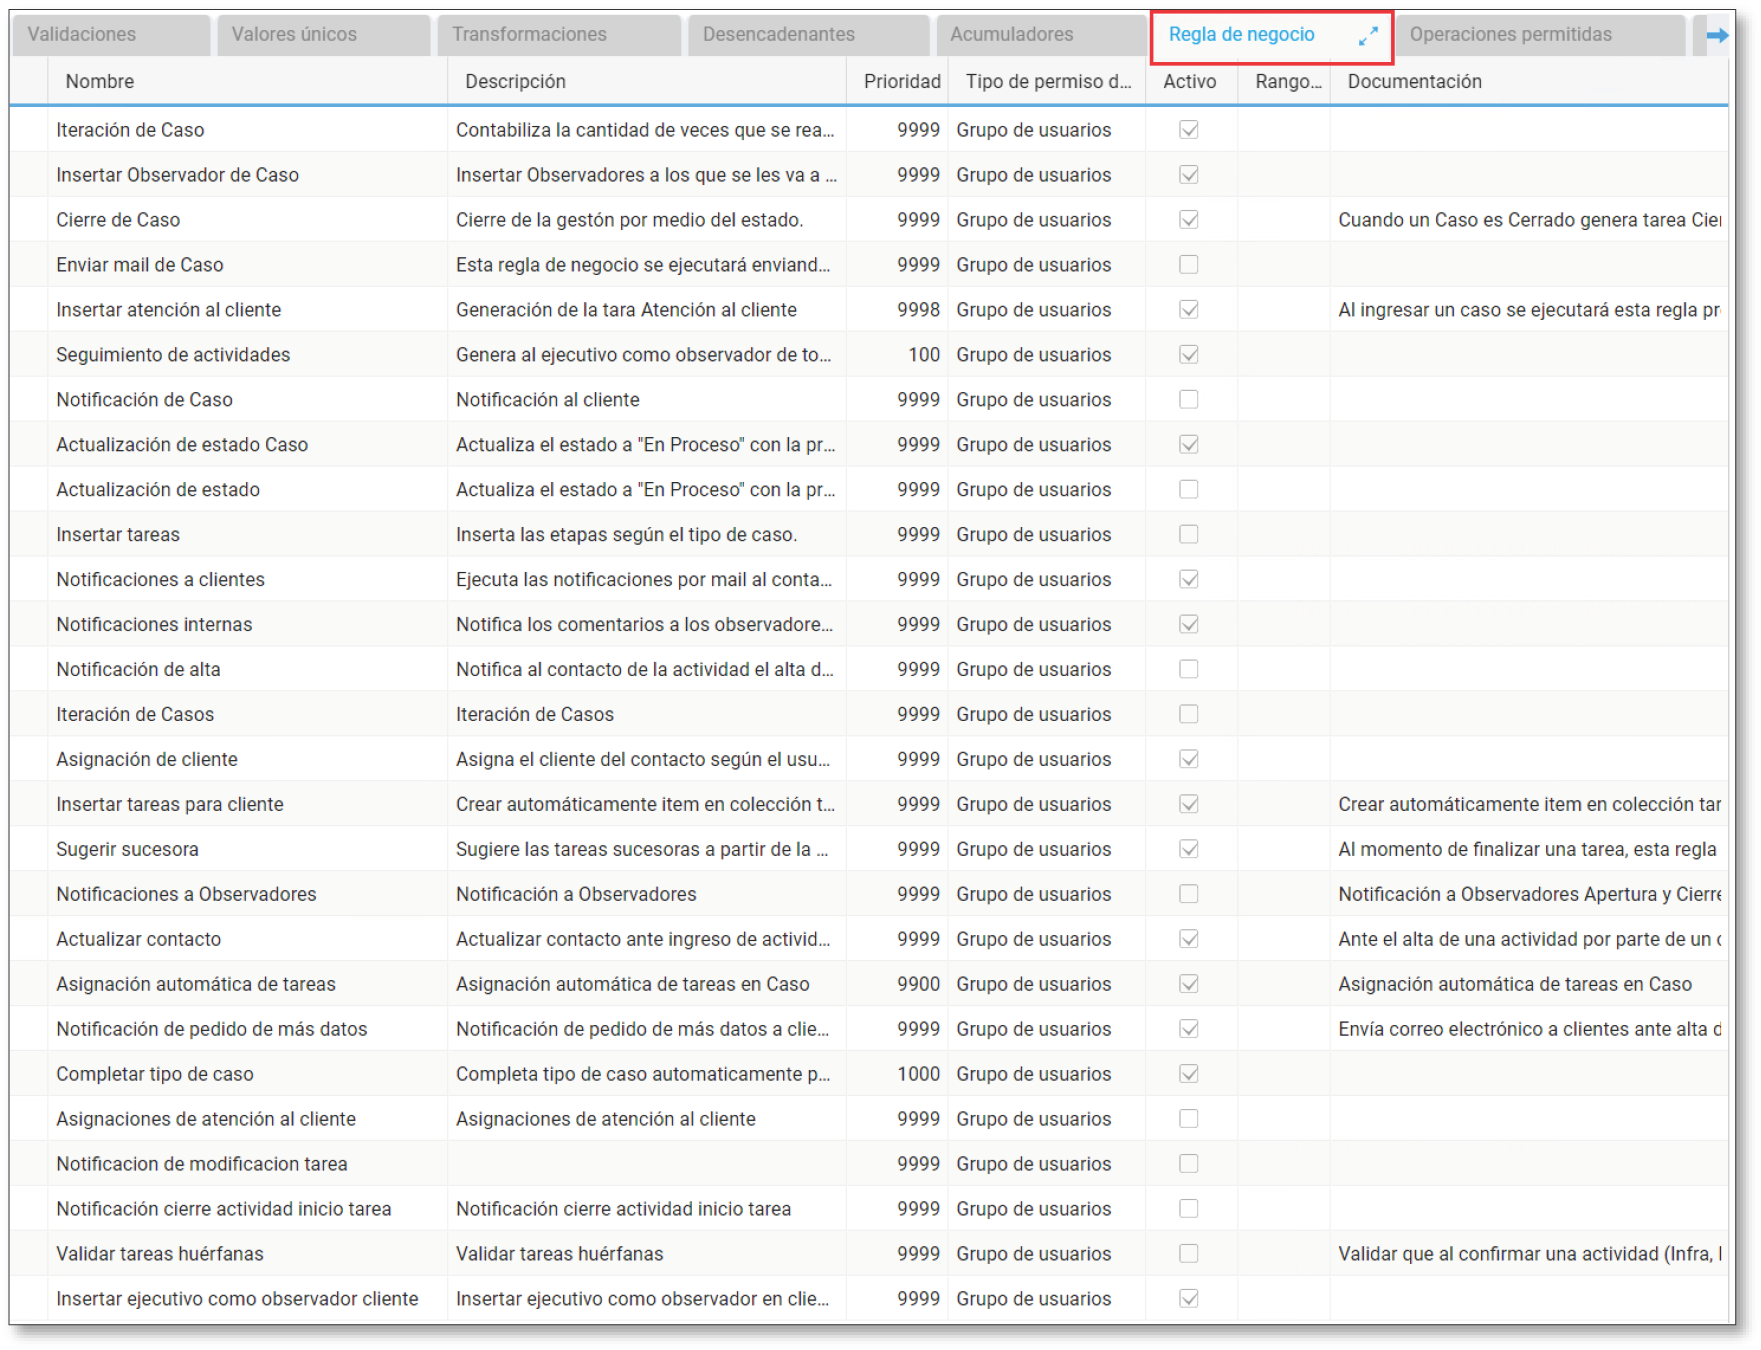 Validaciones Valores únicos Transformaciones Desencadenantes Acumuladores Regla de negocio Operaciones permitidas
Nombre Descripción Prioridad Tipo de permiso d... Activo Rango... Documentación
Iteración de Caso Contabiliza la cantidad de veces que se rea... 9999 Grupo de usuarios
Insertar Observador de Caso Insertar Observadores a los que se les va a ... 9999 Grupo de usuarios
Cierre de Caso Cierre de la gestón por medio del estado. 9999 Grupo de usuarios Cuando un Caso es Cerrado genera tarea Cier
Enviar mail de Caso Esta regla de negocio se ejecutará enviand... 9999 Grupo de usuarios
Insertar atención al cliente Generación de la tara Atención al cliente 9998 Grupo de usuarios Al ingresar un caso se ejecutará esta regla pr
Seguimiento de actividades Genera al ejecutivo como observador de to... 100 Grupo de usuarios
Notificación de Caso Notificación al cliente 9999 Grupo de usuarios
Actualización de estado Caso Actualiza el estado a "En Proceso" con la pr... 9999 Grupo de usuarios
Actualización de estado Actualiza el estado a "En Proceso" con la pr... 9999 Grupo de usuarios
Insertar tareas Inserta las etapas según el tipo de caso. 9999 Grupo de usuarios
Notificaciones a clientes Ejecuta las notificaciones por mail al conta... 9999 Grupo de usuarios
Notificaciones internas Notifica los comentarios a los observadore... 9999 Grupo de usuarios
Notificación de alta Notifica al contacto de la actividad el alta d... 9999 Grupo de usuarios
Iteración de Casos Iteración de Casos 9999 Grupo de usuarios
Asignación de cliente Asigna el cliente del contacto según el usu... 9999 Grupo de usuarios
Insertar tareas para cliente Crear automáticamente item en colección t... 9999 Grupo de usuarios Crear automáticamente item en colección tar
Sugerir sucesora Sugiere las tareas sucesoras a partir de la ... 9999 Grupo de usuarios Al momento de finalizar una tarea, esta regla
Notificaciones a Observadores Notificación a Observadores 9999 Grupo de usuarios Notificación a Observadores Apertura y Cierre
Actualizar contacto Actualizar contacto ante ingreso de activid... 9999 Grupo de usuarios Ante el alta de una actividad por parte de un c
Asignación automática de tareas Asignación automática de tareas en Caso 9900 Grupo de usuarios Asignación automática de tareas en Caso
Notificación de pedido de más datos Notificación de pedido de más datos a clie... 9999 Grupo de usuarios Envía correo electrónico a clientes ante alta d
Completar tipo de caso Completa tipo de caso automaticamente p... 1000 Grupo de usuarios
Asignaciones de atención al cliente Asignaciones de atención al cliente 9999 Grupo de usuarios
Notificacion de modificacion tarea 9999 Grupo de usuarios
Notificación cierre actividad inicio tarea Notificación cierre actividad inicio tarea 9999 Grupo de usuarios
Validar tareas huérfanas Validar tareas huérfanas 9999 Grupo de usuarios Validar que al confirmar una actividad (Infra,
Insertar ejecutivo como observador cliente Insertar ejecutivo como observador en clie... 9999 Grupo de usuarios